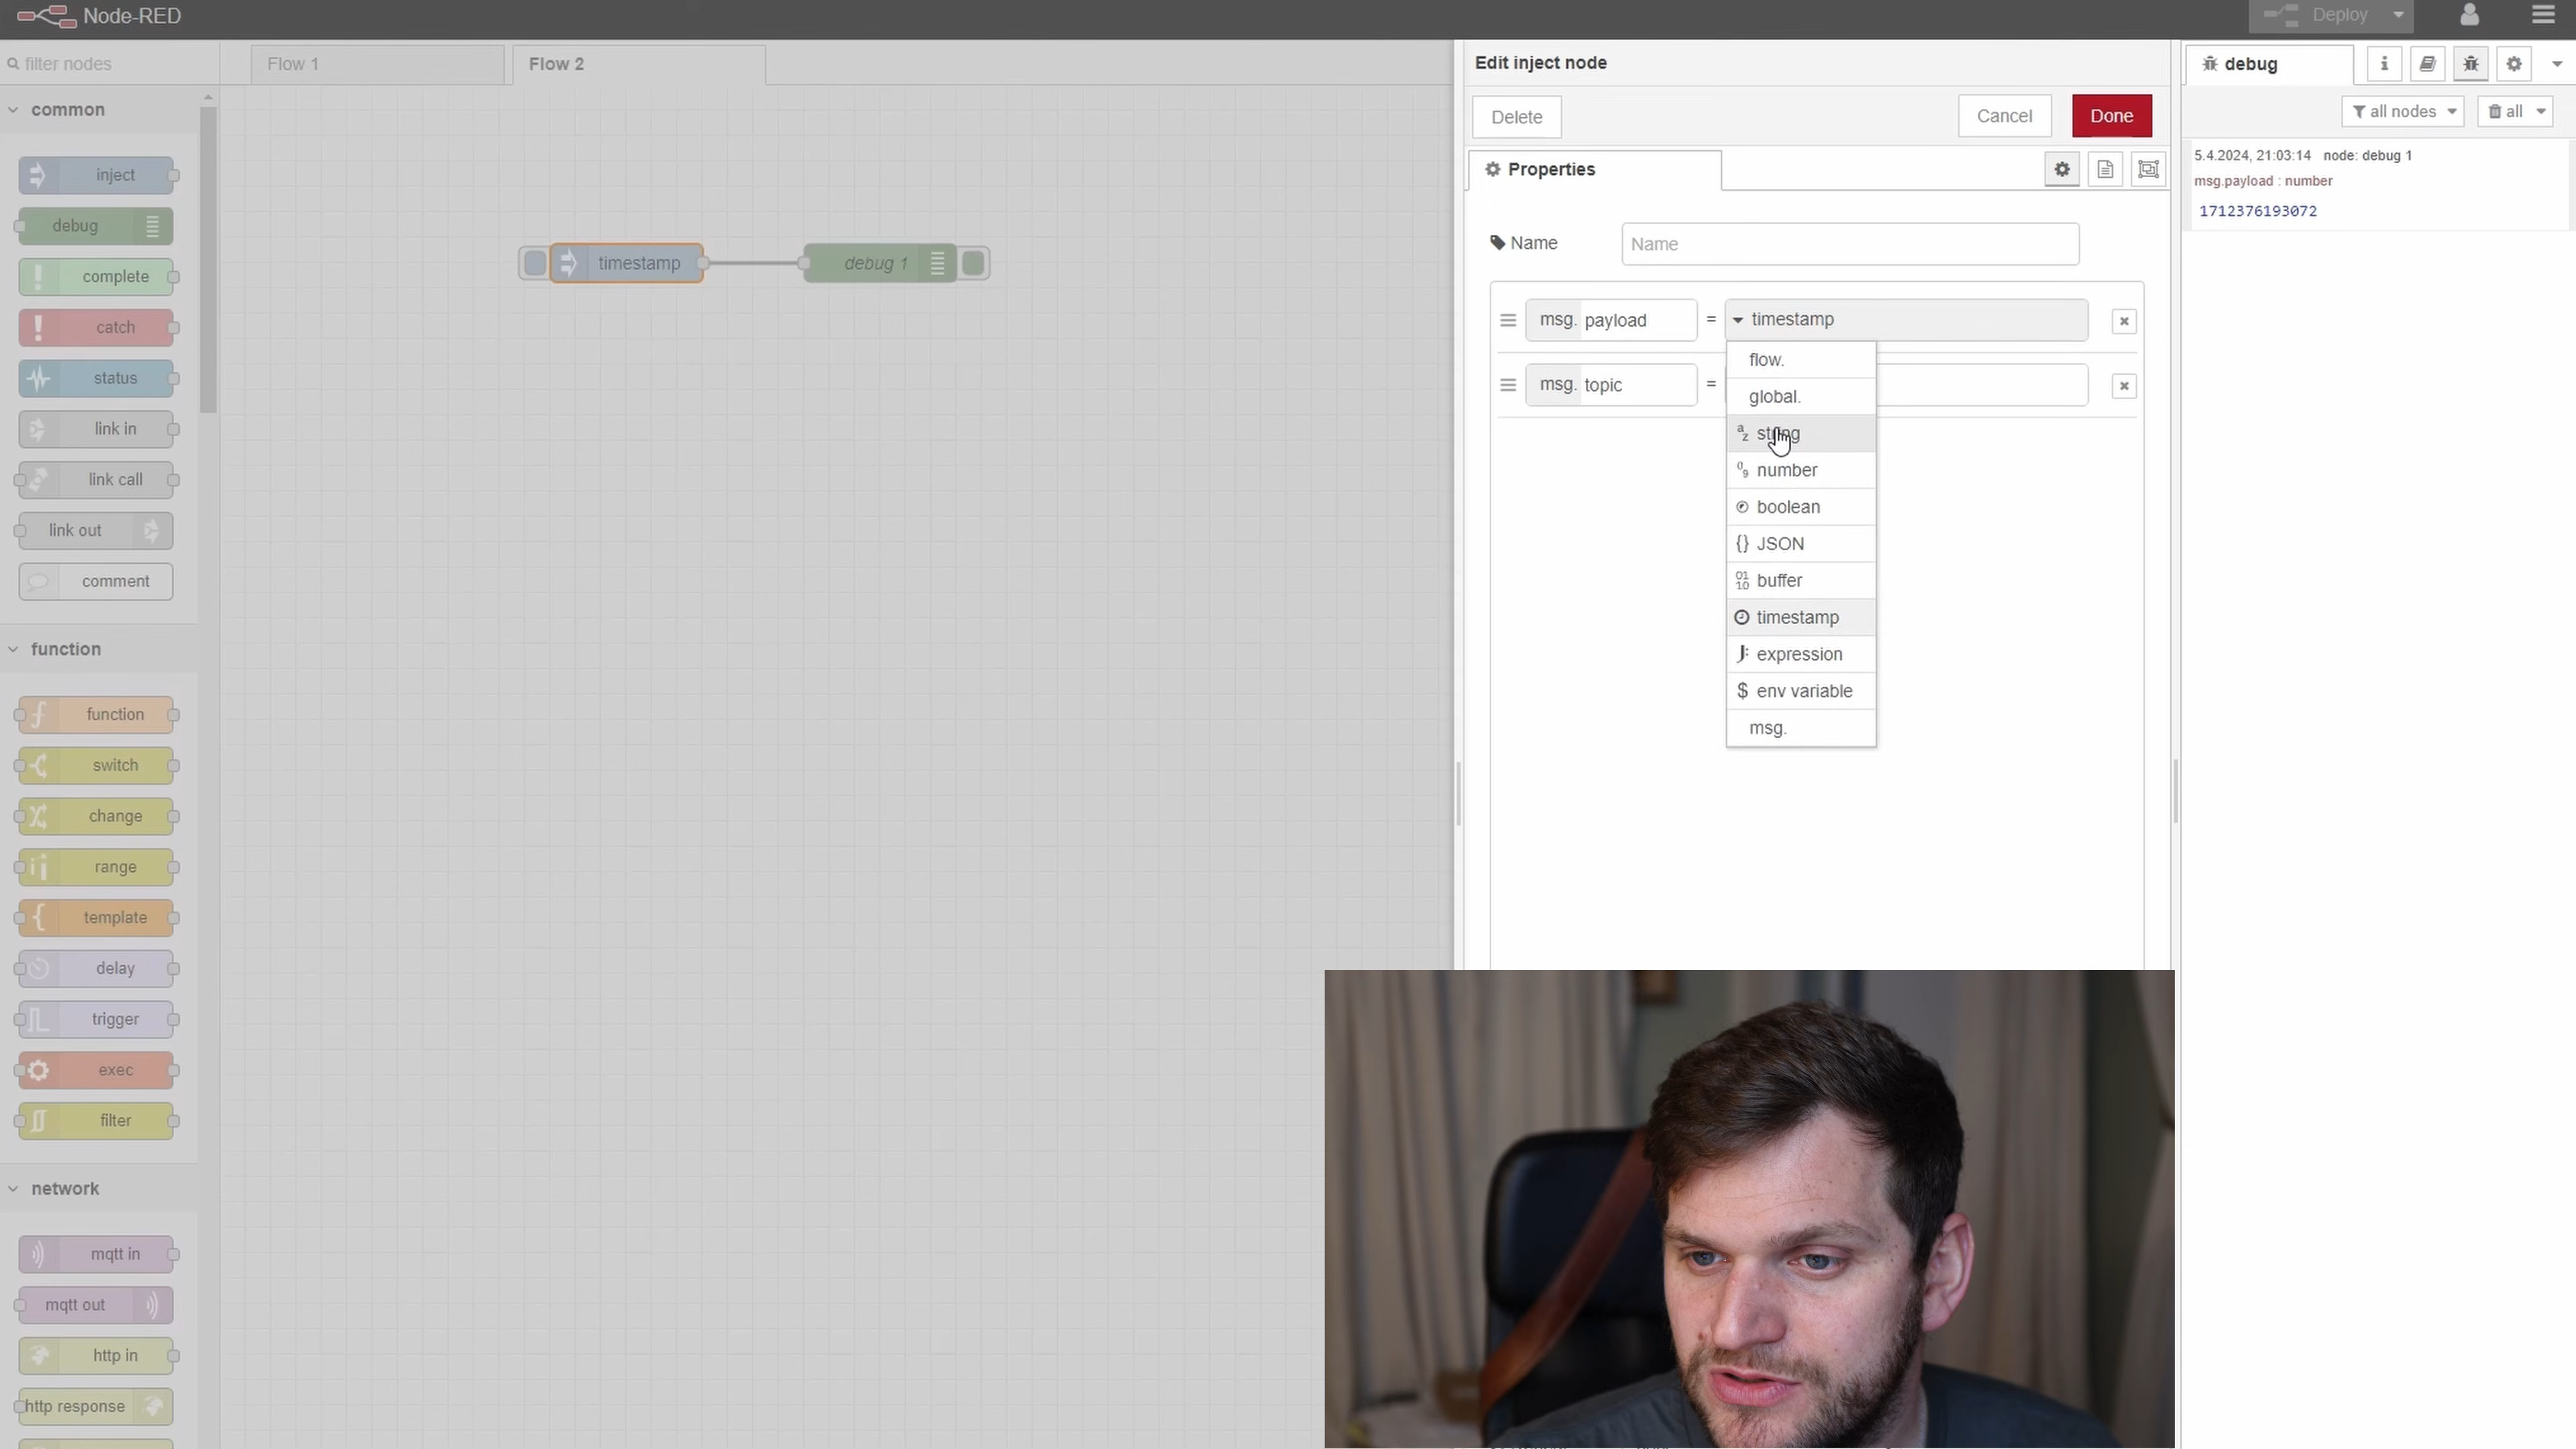 Node-RED
Deploy
filter nodes
Flow 1
Flow 2
common
inject
debug
complete
catch
status
link in
link call
link out
comment
function
function
switch
change
range
template
delay
trigger
exec
filter
network
mqtt in
mqtt out
http in
http response
timestamp
debug 1
Edit inject node
Delete
Cancel
Done
Properties
Name
Name
msg. payload = timestamp
msg. topic =
flow.
global.
string
number
boolean
JSON
buffer
timestamp
expression
$ env variable
msg.
debug
all nodes
all
5.4.2024, 21:03:14 node: debug 1
msg.payload : number
1712376193072